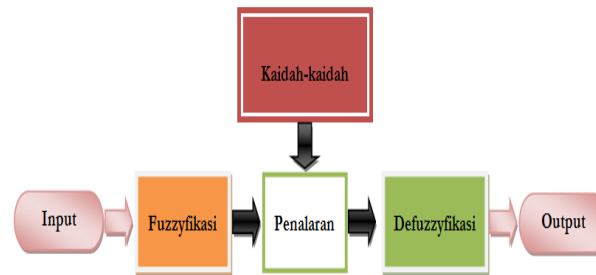 Kaidah-kaidah
Input
Fuzzyfikasi
Penalaran
Defuzzyfikasi
Output